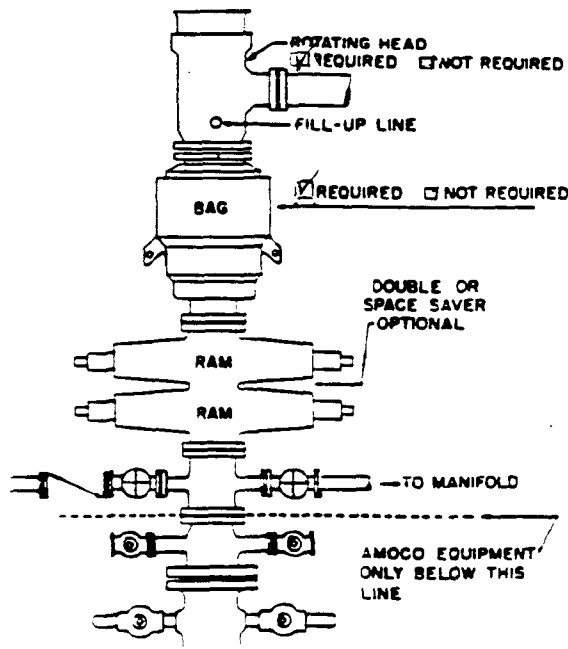 ROTATING HEAD
☑ REQUIRED ☐ NOT REQUIRED
FILL-UP LINE
☑ REQUIRED ☐ NOT REQUIRED
BAG
DOUBLE OR
SPACE SAVER
OPTIONAL
RAM
RAM
TO MANIFOLD
AMOCO EQUIPMENT
ONLY BELOW THIS
LINE